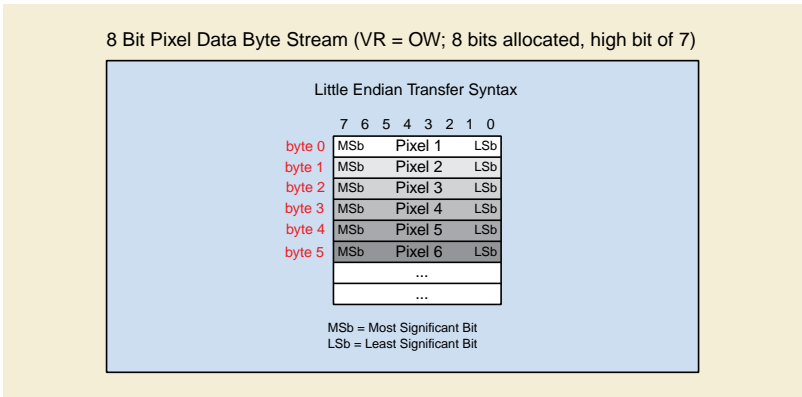 8 Bit Pixel Data Byte Stream (VR = OW; 8 bits allocated, high bit of 7)
Little Endian Transfer Syntax
7 6 5 4 3 2 1 0
byte 0 MSb Pixel 1 LSb
byte 1 MSb Pixel 2 LSb
byte 2 MSb Pixel 3 LSb
byte 3 MSb Pixel 4 LSb
byte 4 MSb Pixel 5 LSb
byte 5 MSb Pixel 6 LSb
...
...
MSb = Most Significant Bit
LSb = Least Significant Bit